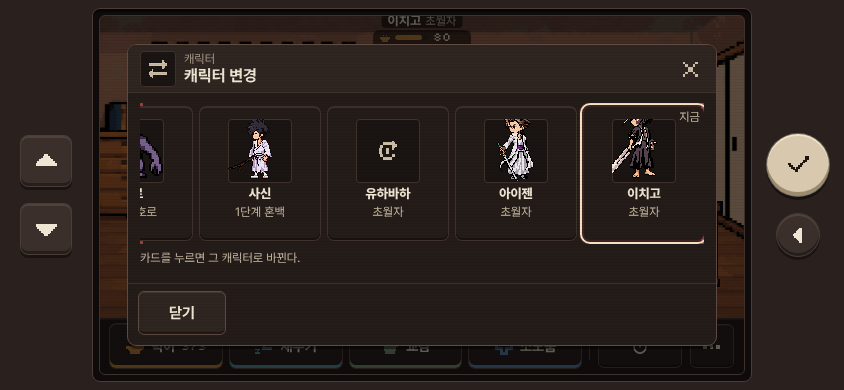 이치고 초월자
80
캐릭터
캐릭터 변경
지금
사신
유하바하
아이젠
이치고
호로
1단계 혼백
초월자
초월자
초월자
카드를 누르면 그 캐릭터로 바뀐다.
닫기